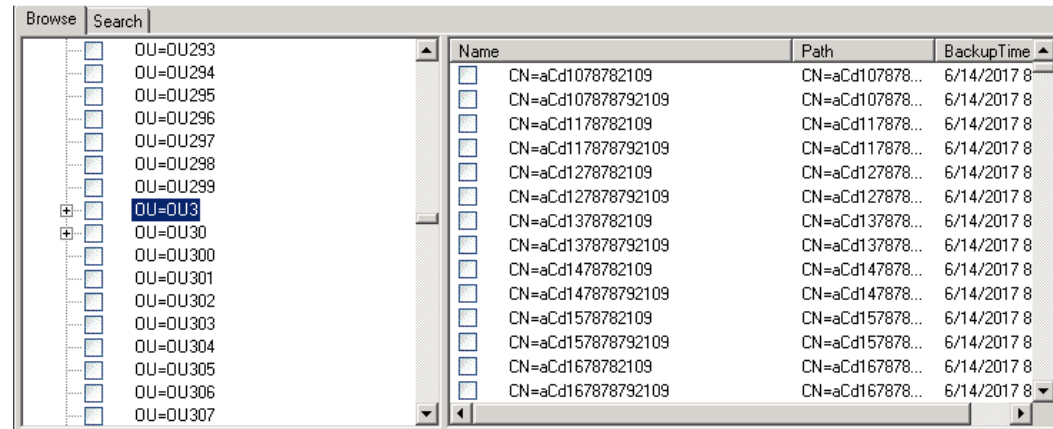 Browse Search
OU=OU293
OU=OU294
OU=OU295
OU=OU296
OU=OU297
OU=OU298
OU=OU299
OU=OU3
OU=OU30
OU=OU300
OU=OU301
OU=OU302
OU=OU303
OU=OU304
OU=OU305
OU=OU306
OU=OU307
Name Path BackupTime
CN=aCd1078782109 CN=aCd107878... 6/14/2017 8
CN=aCd107878792109 CN=aCd107878... 6/14/2017 8
CN=aCd1178782109 CN=aCd117878... 6/14/2017 8
CN=aCd117878792109 CN=aCd117878... 6/14/2017 8
CN=aCd1278782109 CN=aCd127878... 6/14/2017 8
CN=aCd127878792109 CN=aCd127878... 6/14/2017 8
CN=aCd1378782109 CN=aCd137878... 6/14/2017 8
CN=aCd137878792109 CN=aCd137878... 6/14/2017 8
CN=aCd1478782109 CN=aCd147878... 6/14/2017 8
CN=aCd147878792109 CN=aCd147878... 6/14/2017 8
CN=aCd1578782109 CN=aCd157878... 6/14/2017 8
CN=aCd157878792109 CN=aCd157878... 6/14/2017 8
CN=aCd1678782109 CN=aCd167878... 6/14/2017 8
CN=aCd167878792109 CN=aCd167878... 6/14/2017 8